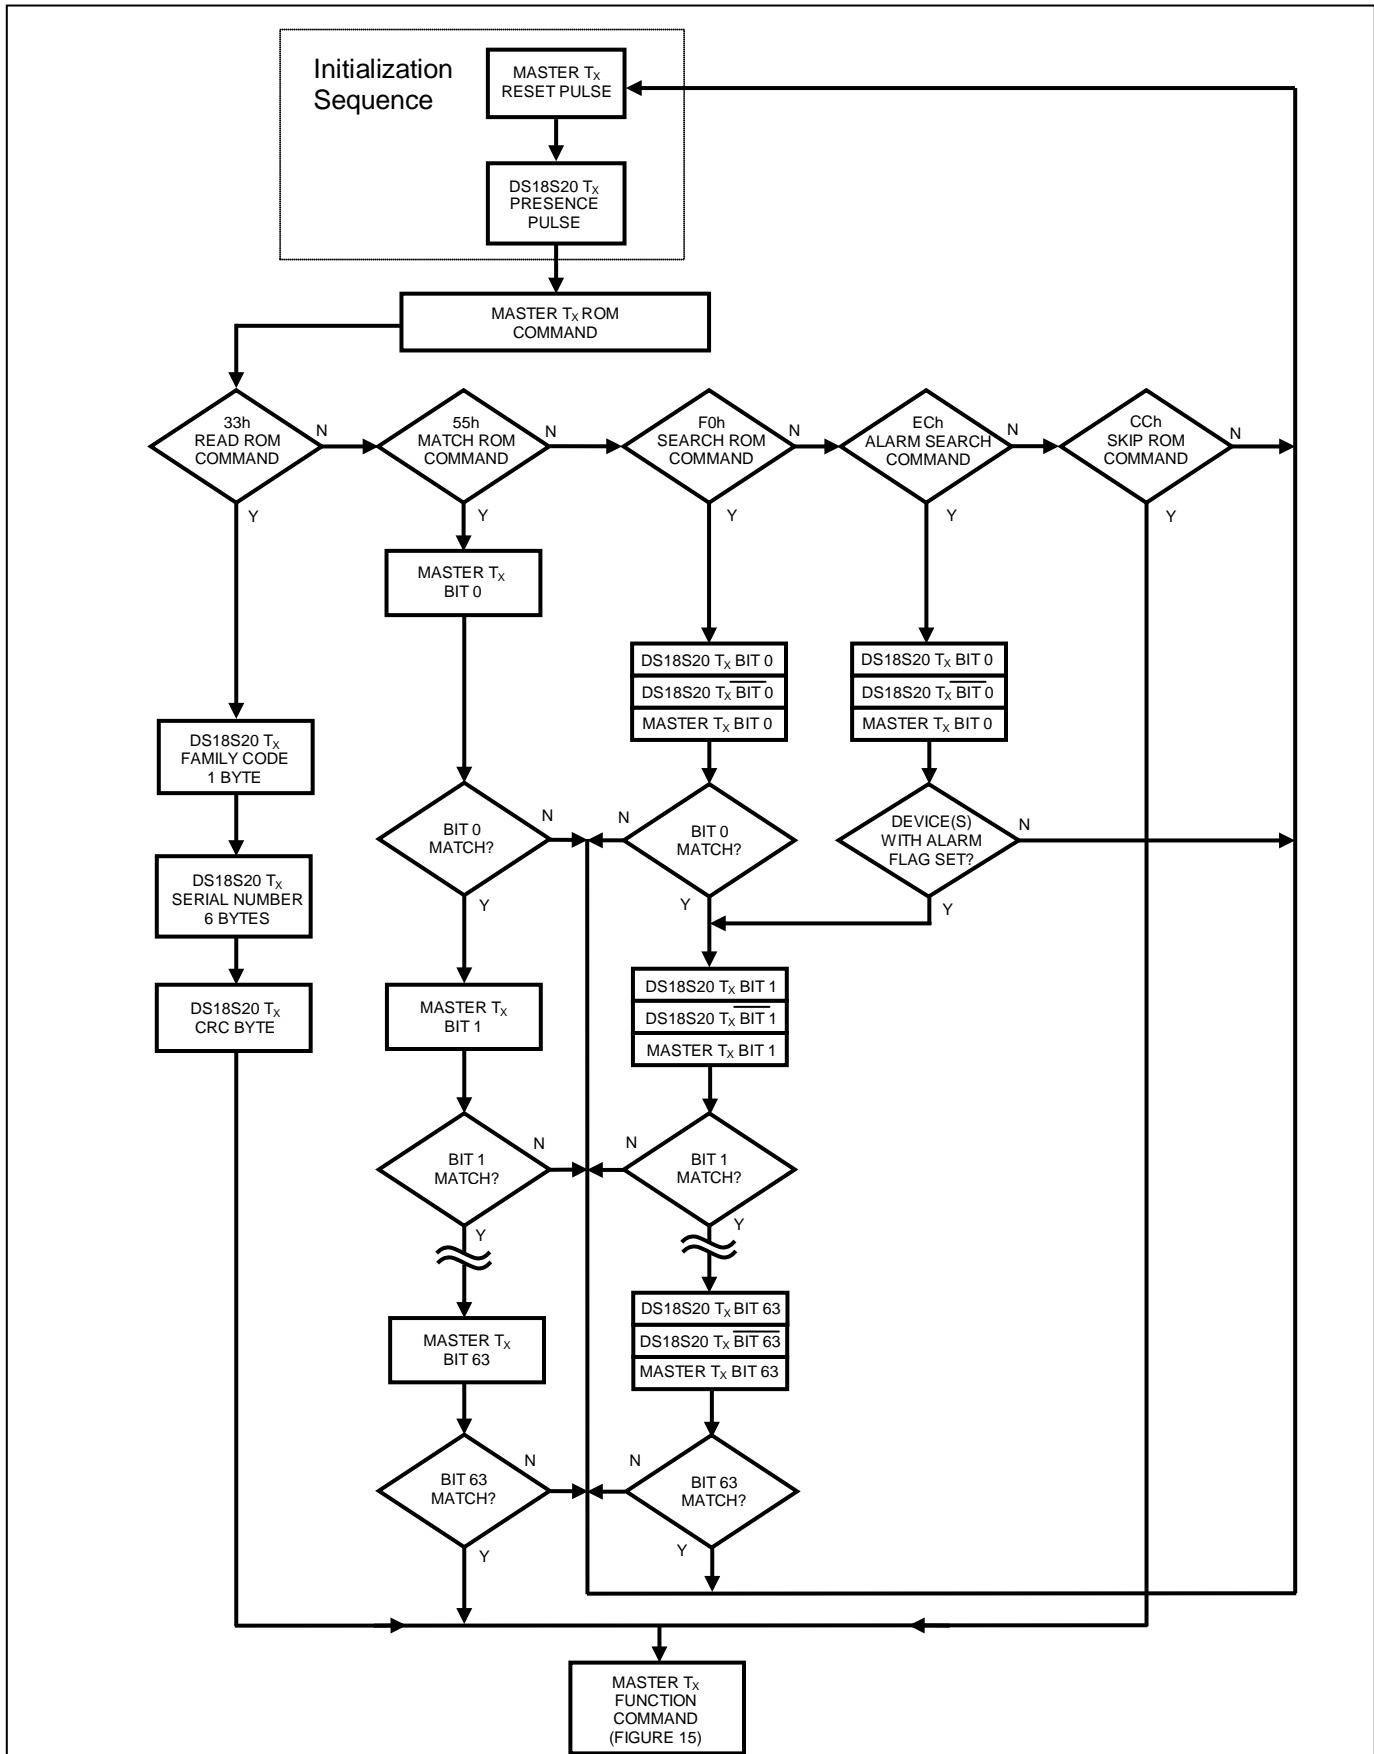 Initialization
Sequence
MASTER TX
RESET PULSE
DS18S20 TX
PRESENCE
PULSE
MASTER TX ROM
COMMAND
33h
READ ROM
COMMAND
N
Y
55h
MATCH ROM
COMMAND
N
Y
F0h
SEARCH ROM
COMMAND
N
Y
ECh
ALARM SEARCH
COMMAND
N
Y
CCh
SKIP ROM
COMMAND
N
Y
MASTER TX
BIT 0
DS18S20 TX BIT 0
DS18S20 TX BIT 0
MASTER TX BIT 0
DS18S20 TX BIT 0
DS18S20 TX BIT 0
MASTER TX BIT 0
DS18S20 TX
FAMILY CODE
1 BYTE
DS18S20 TX
SERIAL NUMBER
6 BYTES
DS18S20 TX
CRC BYTE
BIT 0
MATCH?
N
Y
BIT 0
MATCH?
N
Y
DEVICE(S)
WITH ALARM
FLAG SET?
N
Y
MASTER TX
BIT 1
DS18S20 TX BIT 1
DS18S20 TX BIT 1
MASTER TX BIT 1
BIT 1
MATCH?
N
Y
BIT 1
MATCH?
N
Y
MASTER TX
BIT 63
DS18S20 TX BIT 63
DS18S20 TX BIT 63
MASTER TX BIT 63
BIT 63
MATCH?
N
Y
BIT 63
MATCH?
N
Y
MASTER TX
FUNCTION
COMMAND
(FIGURE 15)